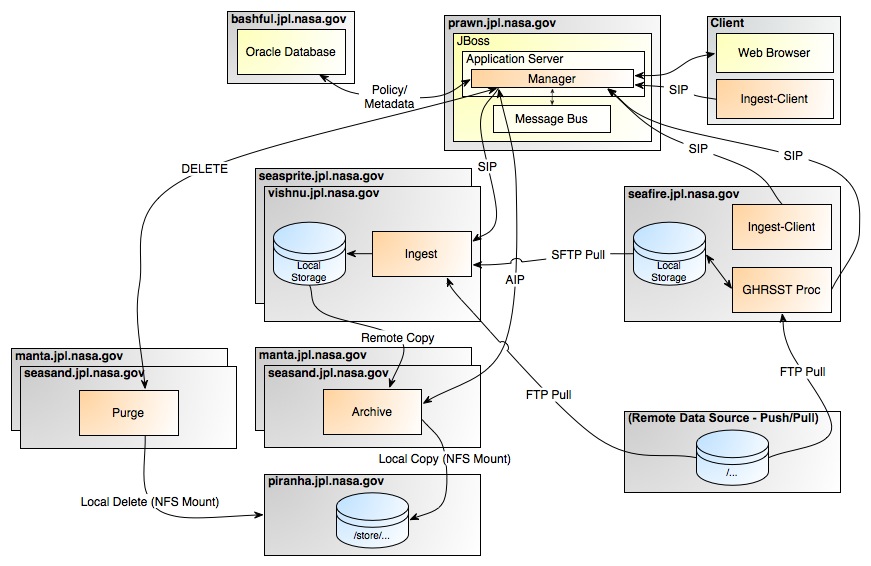 bashful.jpl.nasa.gov
Oracle Database
prawn.jpl.nasa.gov
JBoss
Application Server
Manager
Message Bus
Client
Web Browser
Ingest-Client
Policy/
Metadata
SIP
DELETE
SIP
SIP
SIP
seasprite.jpl.nasa.gov
vishnu.jpl.nasa.gov
Local
Storage
Ingest
SFTP Pull
AIP
seafire.jpl.nasa.gov
Local
Storage
Ingest-Client
GHRSST Proc
Remote Copy
manta.jpl.nasa.gov
seasand.jpl.nasa.gov
Purge
manta.jpl.nasa.gov
seasand.jpl.nasa.gov
Archive
FTP Pull
FTP Pull
(Remote Data Source - Push/Pull)
/...
Local Copy (NFS Mount)
Local Delete (NFS Mount)
piranha.jpl.nasa.gov
/store/...